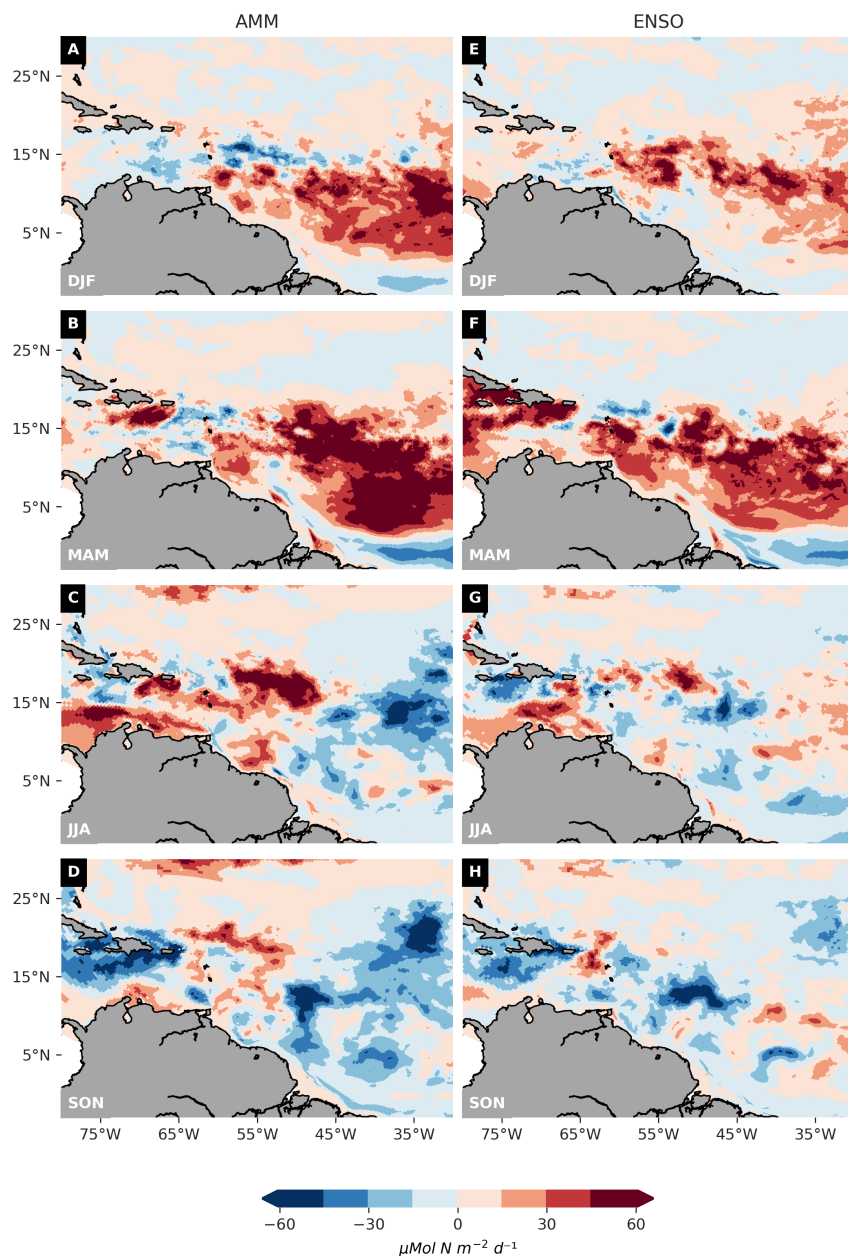 AMM ENSO
A E
25°N
15°N
5°N
DJF DJF
B F
25°N
15°N
5°N
MAM MAM
C G
25°N
15°N
5°N
JJA JJA
D H
25°N
15°N
5°N
SON SON
75°W 65°W 55°W 45°W 35°W 75°W 65°W 55°W 45°W 35°W
−60 −30 0 30 60
μMol N m⁻² d⁻¹